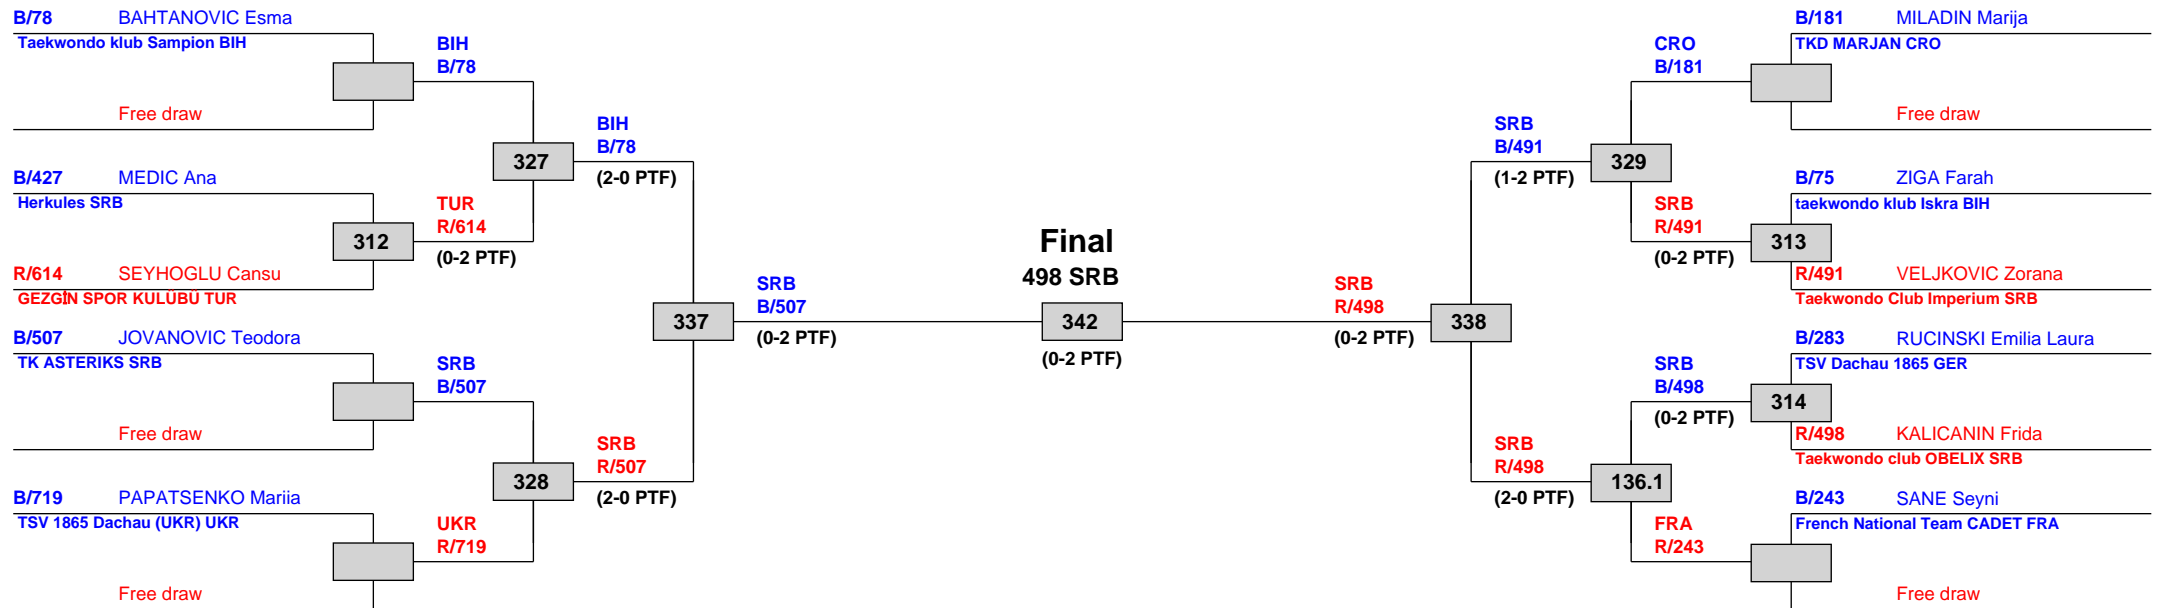 B/78 BAHTANOVIC Esma
Taekwondo klub Sampion BIH
Free draw
B/427 MEDIC Ana
Herkules SRB
312
R/614 SEYHOGLU Cansu
GEZGİN SPOR KULÜBÜ TUR
B/507 JOVANOVIC Teodora
TK ASTERIKS SRB
Free draw
B/719 PAPATSENKO Mariia
TSV 1865 Dachau (UKR) UKR
Free draw
BIH
B/78
327
TUR
R/614
(0-2 PTF)
SRB
B/507
328
UKR
R/719
BIH
B/78
(2-0 PTF)
337
SRB
R/507
(2-0 PTF)
SRB
B/507
(0-2 PTF)
Final
498 SRB
342
(0-2 PTF)
SRB
R/498
(0-2 PTF)
338
SRB
B/491
(1-2 PTF)
SRB
R/498
(2-0 PTF)
CRO
B/181
329
SRB
R/491
(0-2 PTF)
SRB
B/498
(0-2 PTF)
136.1
FRA
R/243
B/181 MILADIN Marija
TKD MARJAN CRO
Free draw
B/75 ZIGA Farah
taekwondo klub Iskra BIH
313
R/491 VELJKOVIC Zorana
Taekwondo Club Imperium SRB
B/283 RUCINSKI Emilia Laura
TSV Dachau 1865 GER
314
R/498 KALICANIN Frida
Taekwondo club OBELIX SRB
B/243 SANE Seyni
French National Team CADET FRA
Free draw